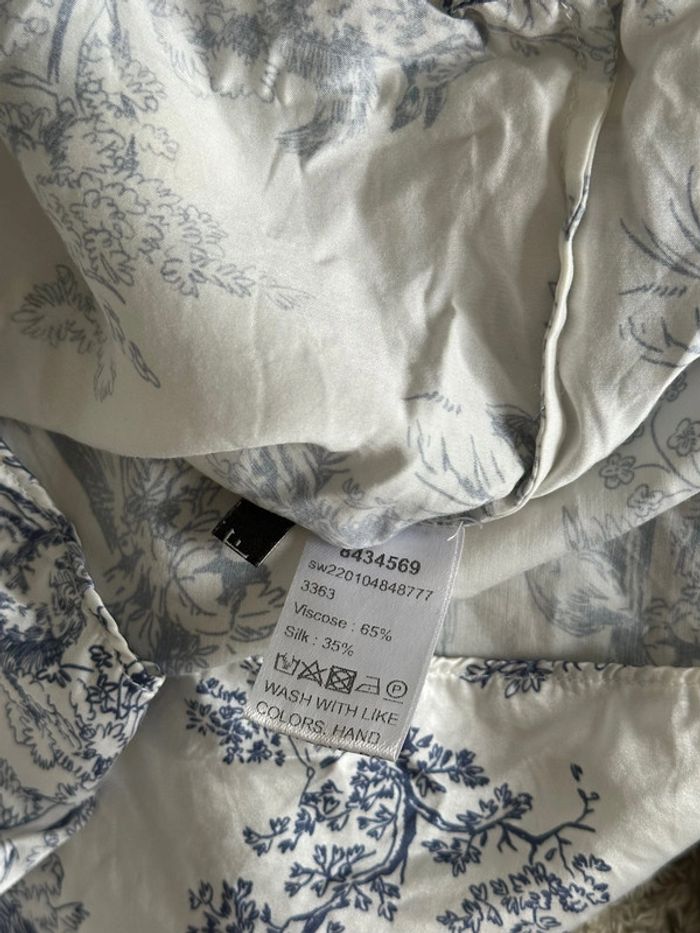 8434569
sw220104848777
3363
Viscose : 65%
Silk : 35%
P
WASH WITH LIKE
COLORS. HAND